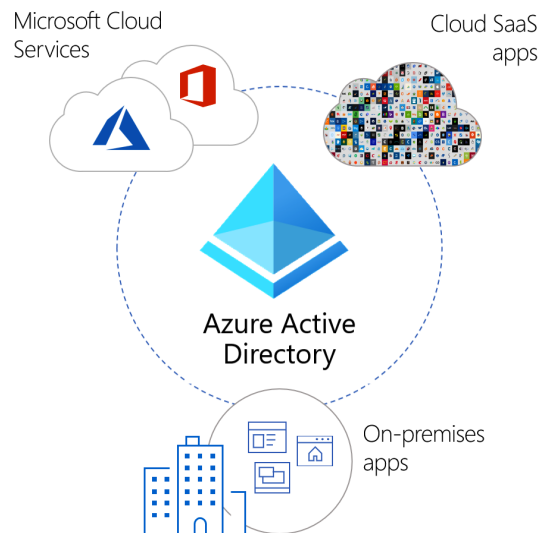 Microsoft Cloud
Services
Cloud SaaS
apps
Azure Active
Directory
On-premises
apps